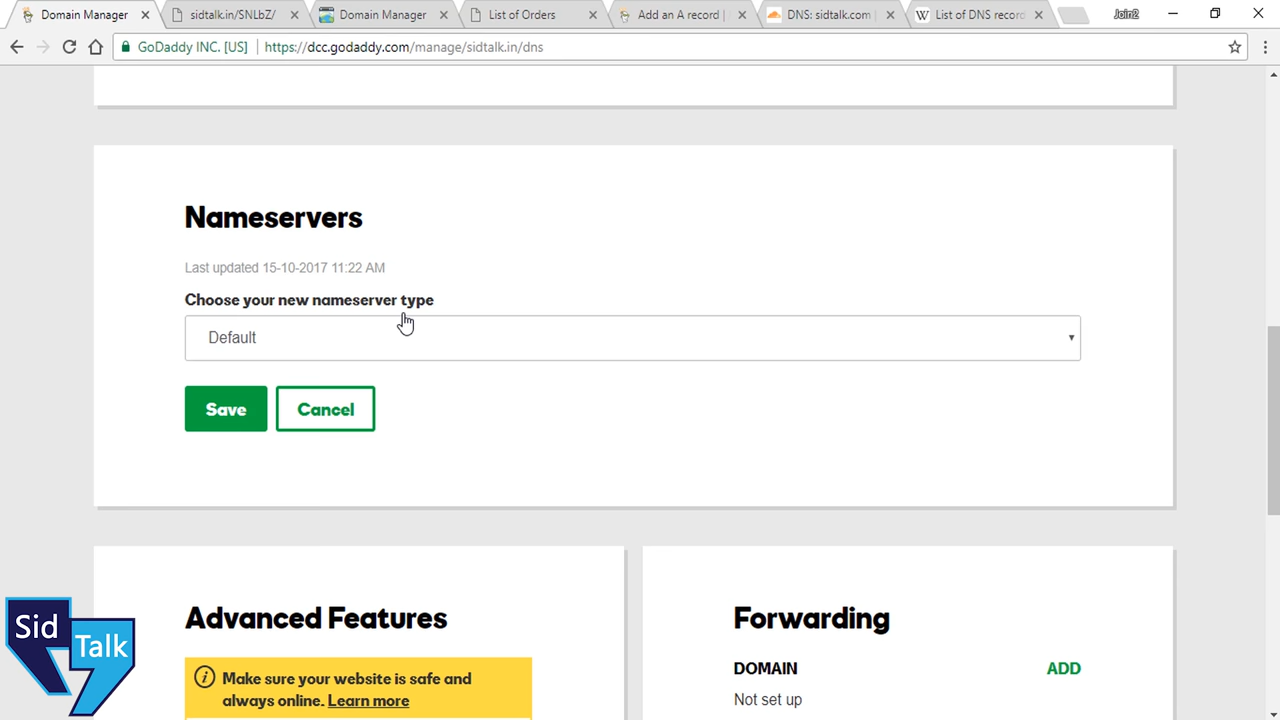 Domain Manager
sidtalk.in/SNLbZ/
Domain Manager
List of Orders
Add an A record |
DNS: sidtalk.com |
List of DNS record
Join2
GoDaddy INC. [US]
https://dcc.godaddy.com/manage/sidtalk.in/dns
Nameservers
Last updated 15-10-2017 11:22 AM
Choose your new nameserver type
Default
Save
Cancel
Advanced Features
Forwarding
Make sure your website is safe and
always online. Learn more
DOMAIN
ADD
Not set up
Sid
Talk